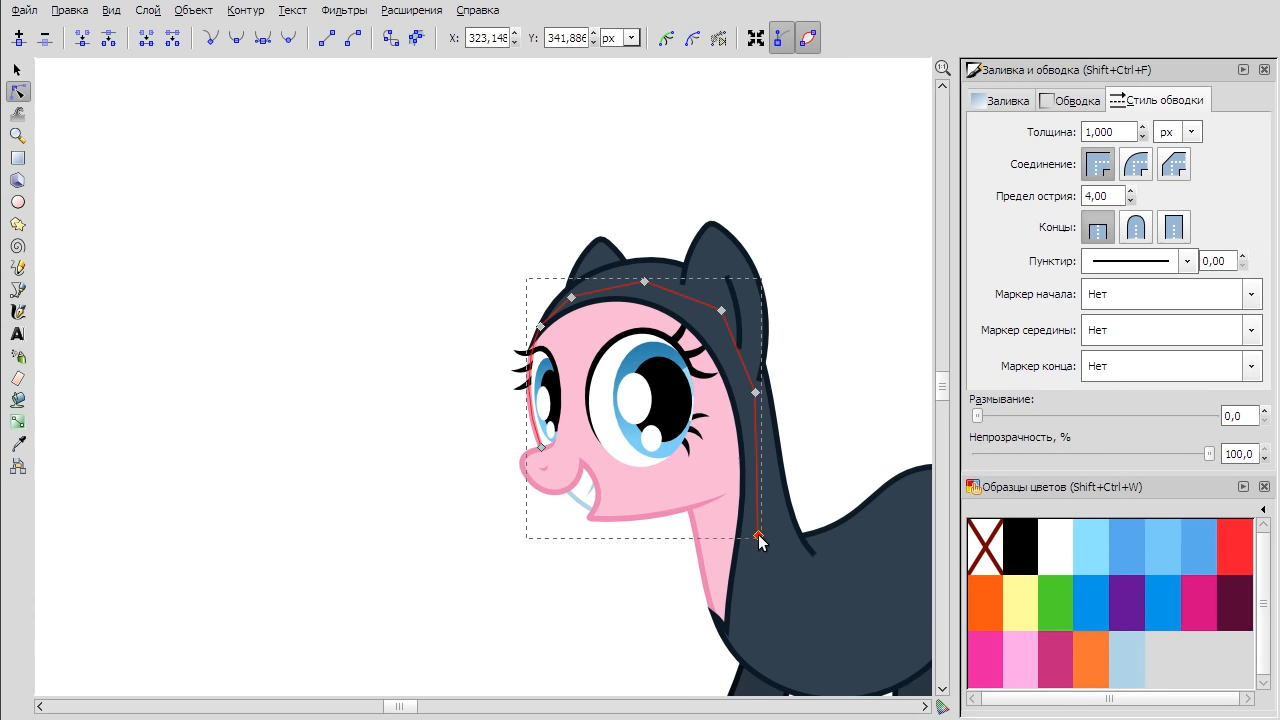 Файл Правка Вид Слой Объект Контур Текст Фильтры Расширения Справка
X: 323,148 Y: 341,886 px
Заливка и обводка (Shift+Ctrl+F)
Заливка Обводка Стиль обводки
Толщина: 1,000 px
Соединение:
Предел острия: 4,00
Концы:
Пунктир: 0,00
Маркер начала: Нет
Маркер середины: Нет
Маркер конца: Нет
Размывание:
0,0
Непрозрачность, %
100,0
Образцы цветов (Shift+Ctrl+W)